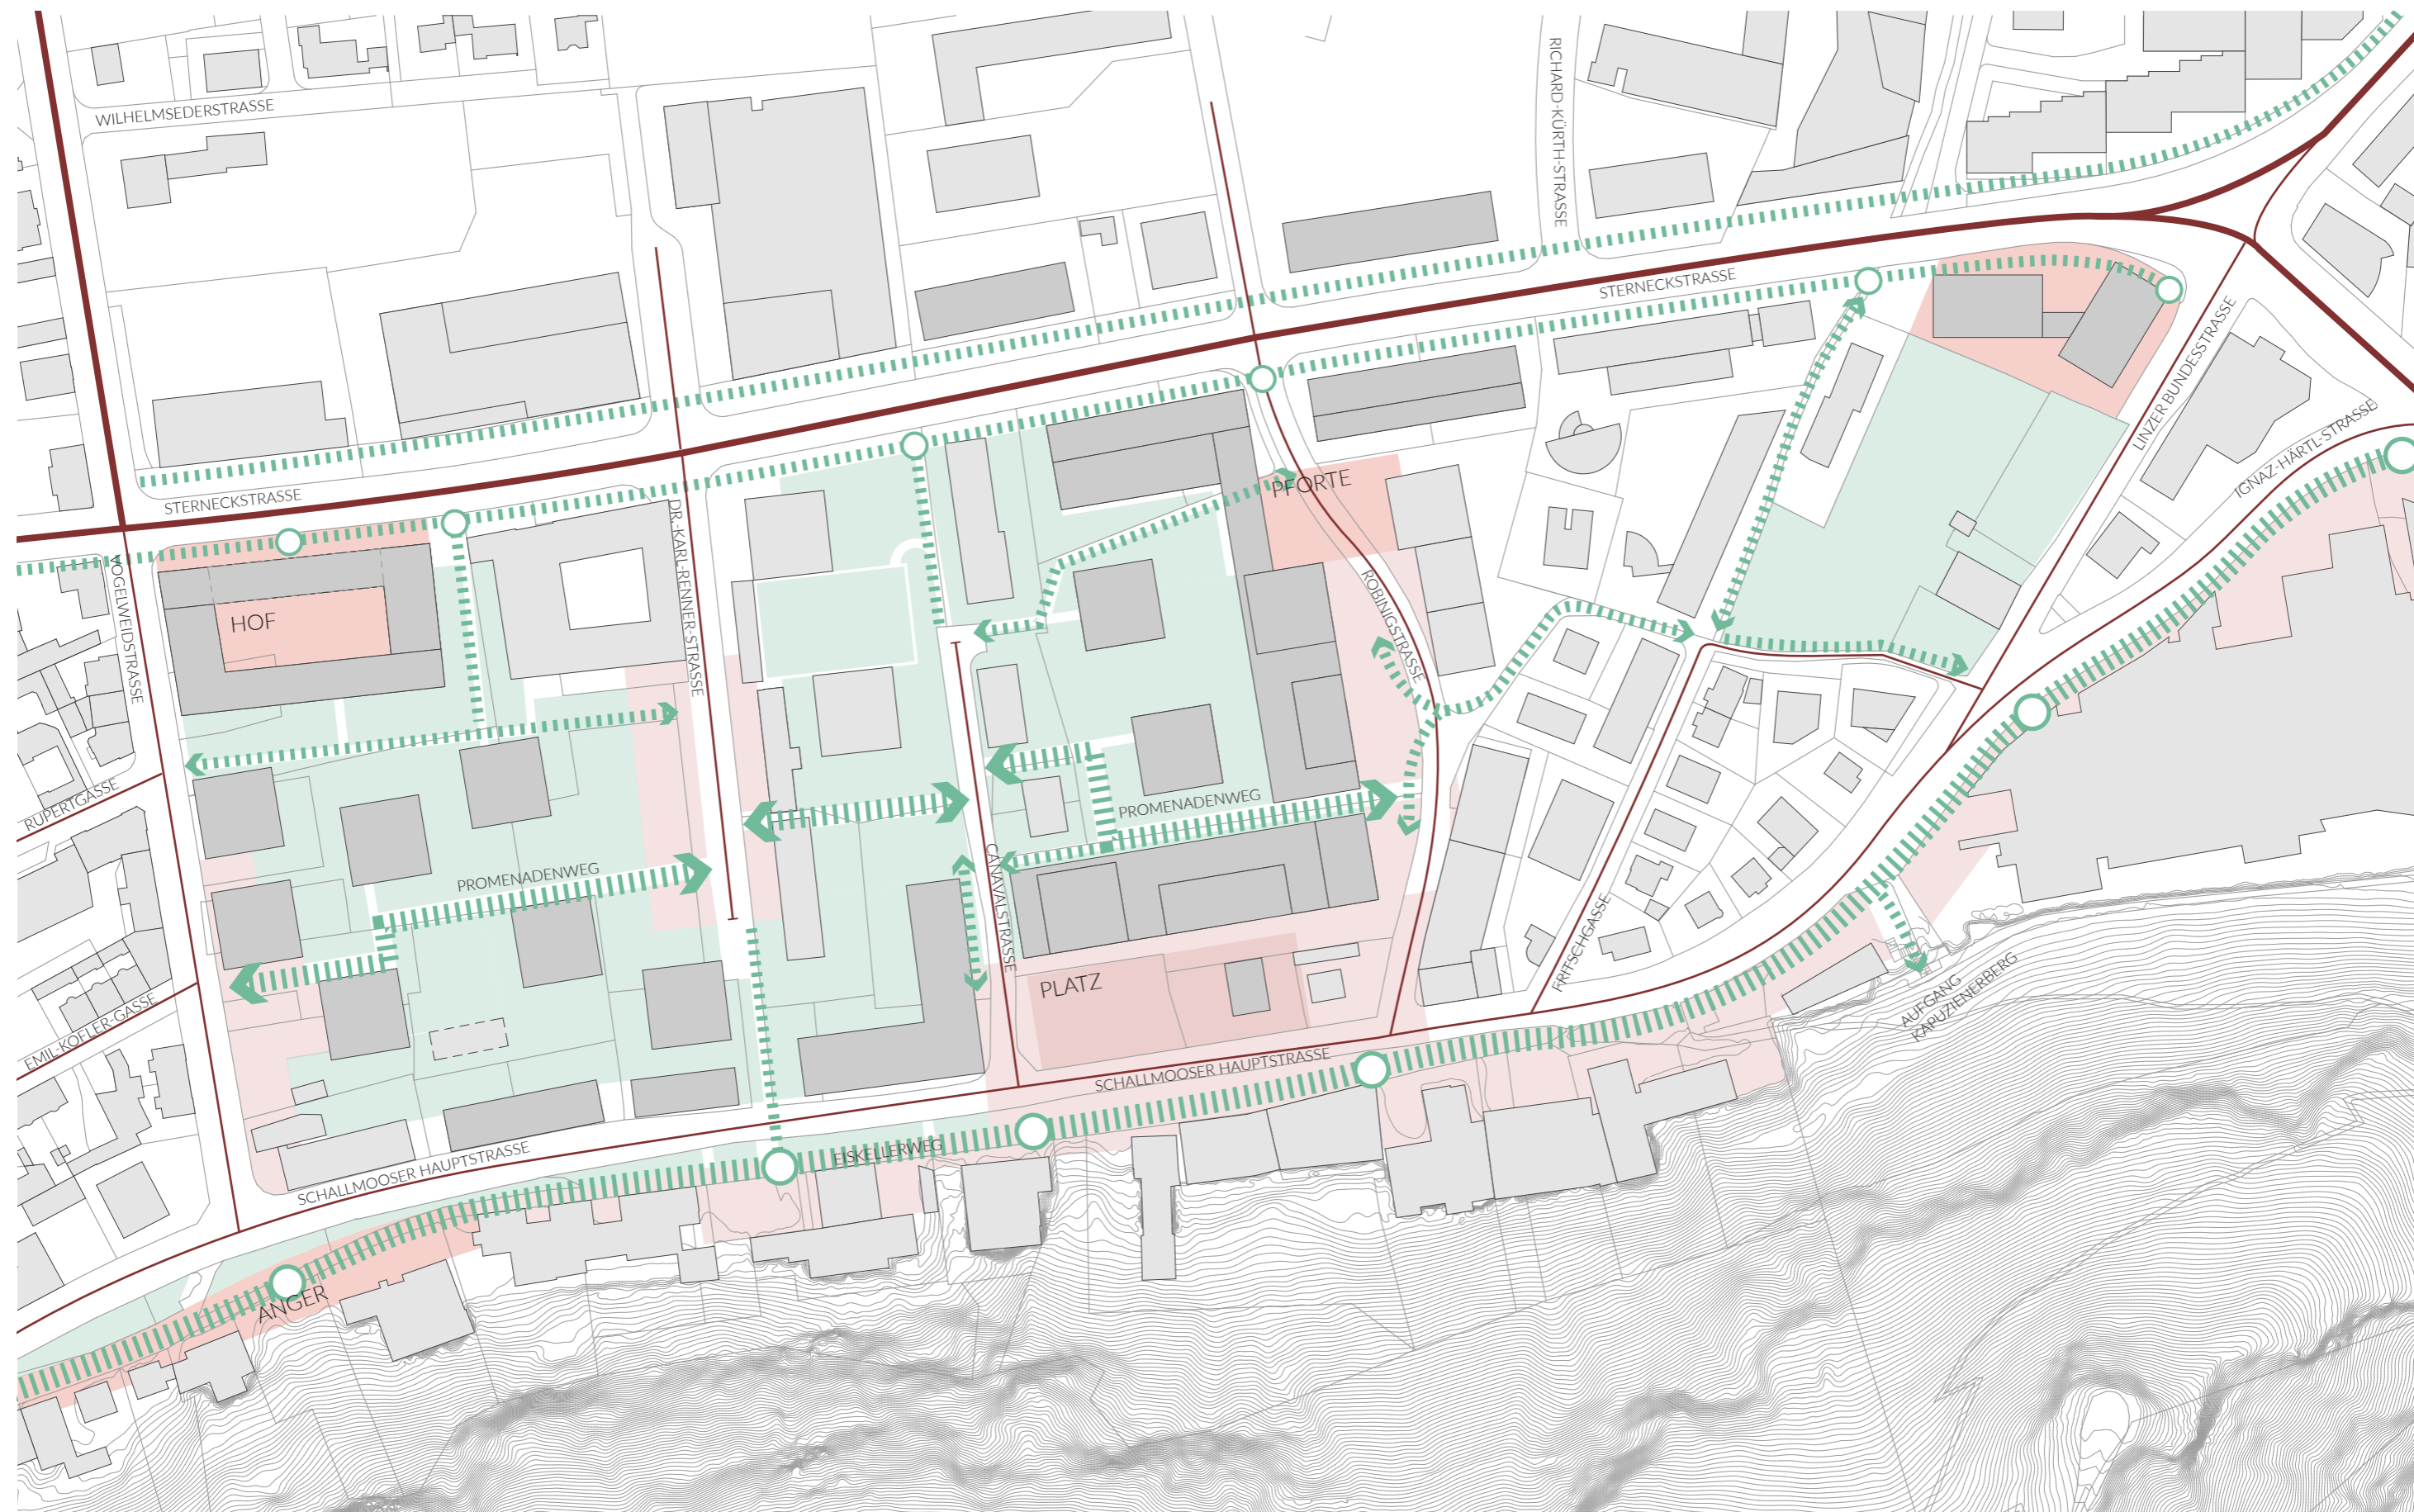 WILHELMSEDERSTRASSE
RICHARD-KÜRTH-STRASSE
STERNECKSTRASSE
LINZER BUNDESSTRASSE
IGNAZ-HÄRTL-STRASSE
STERNECKSTRASSE
PFORTE
DR.-KARL-RENNER-STRASSE
VOGELWEIDSTRASSE
HOF
ROBINIGSTRASSE
RUPERTGASSE
PROMENADENWEG
PROMENADENWEG
CANAVALSTRASSE
FRITSCHGASSE
PLATZ
EMIL-KOFLER-GASSE
AUFGANG
KAPUZIENERBERG
SCHALLMOOSER HAUPTSTRASSE
EISKELLERWEG
SCHALLMOOSER HAUPTSTRASSE
ANGER